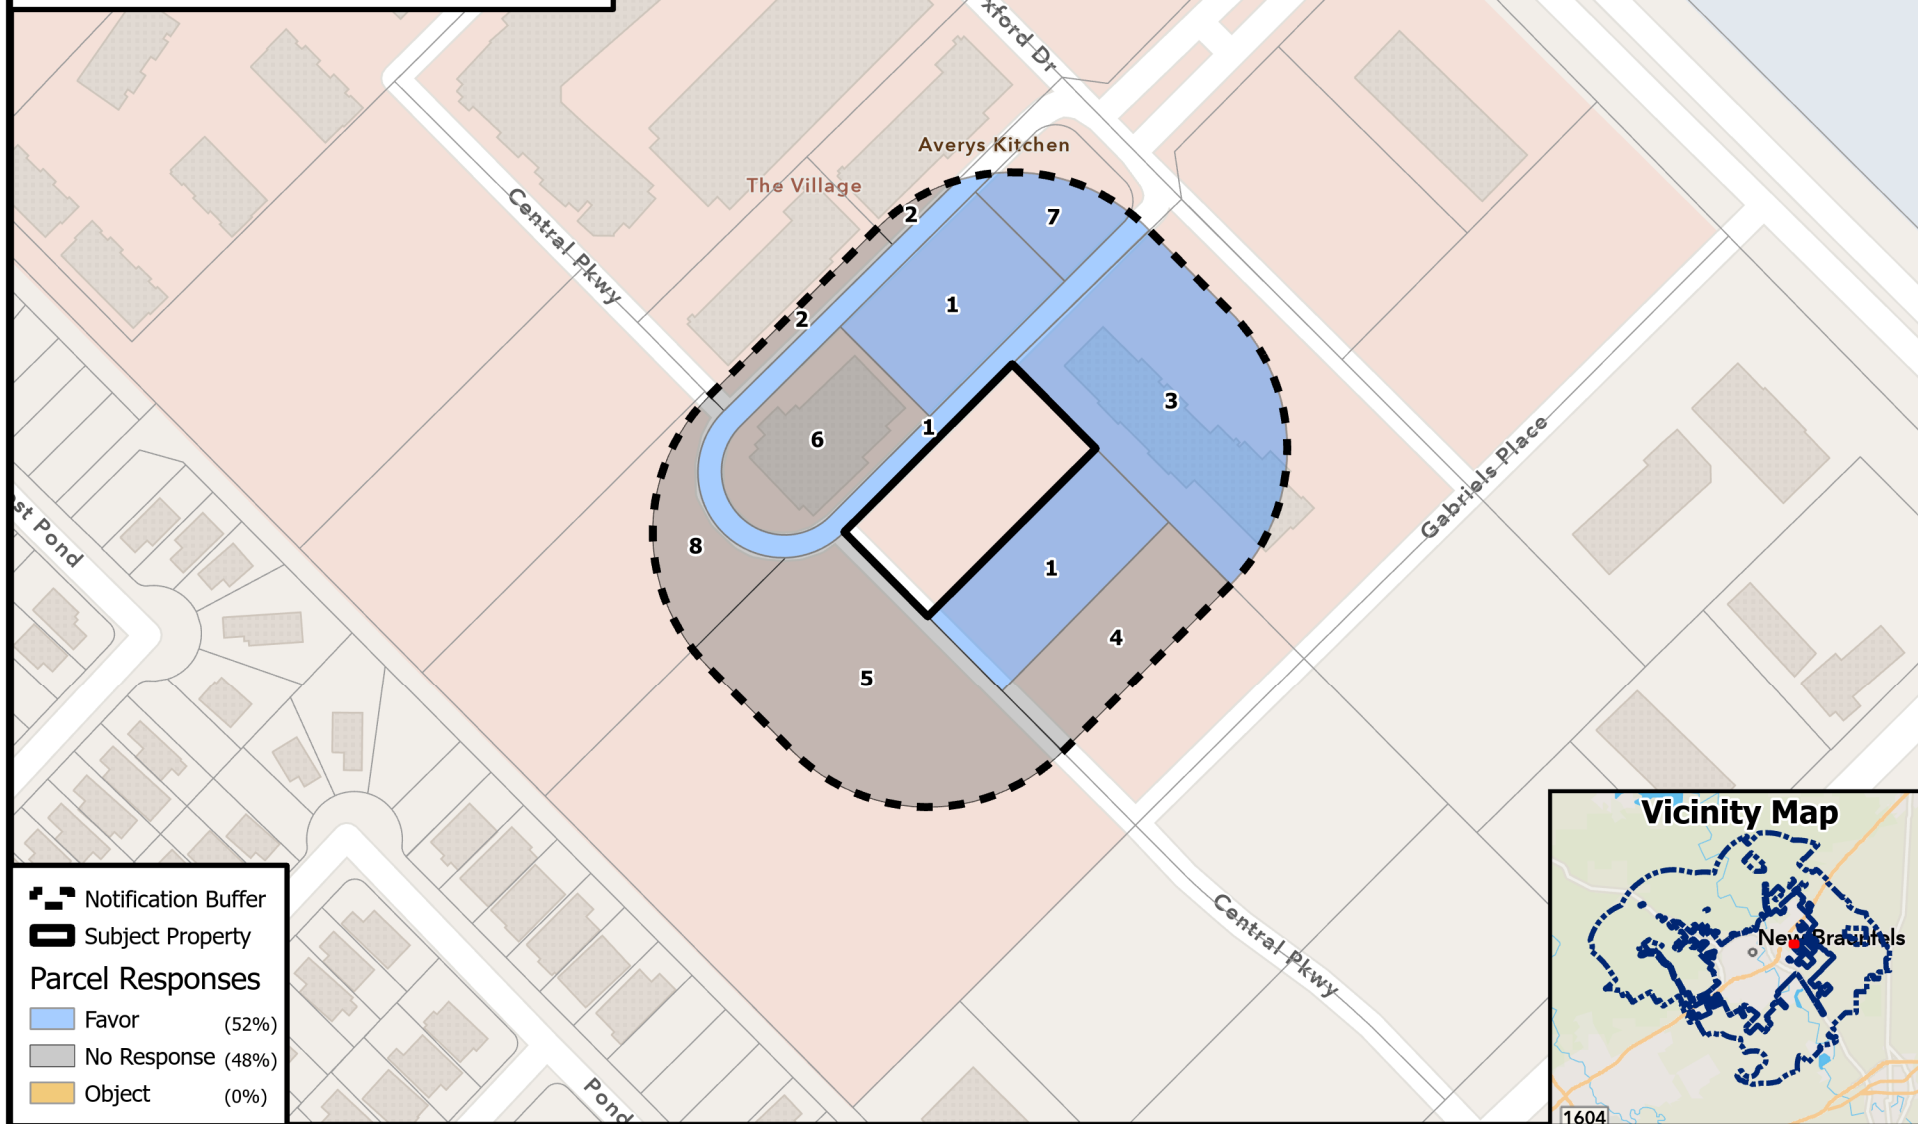 xford Dr
Averys Kitchen
The Village
Central Pkwy
2
7
2
1
3
6
1
Gabriels Place
st Pond
8
1
4
5
Central Pkwy
Pond
Notification Buffer
Subject Property
Parcel Responses
Favor (52%)
No Response (48%)
Object (0%)
Vicinity Map
New Braunfels
1604